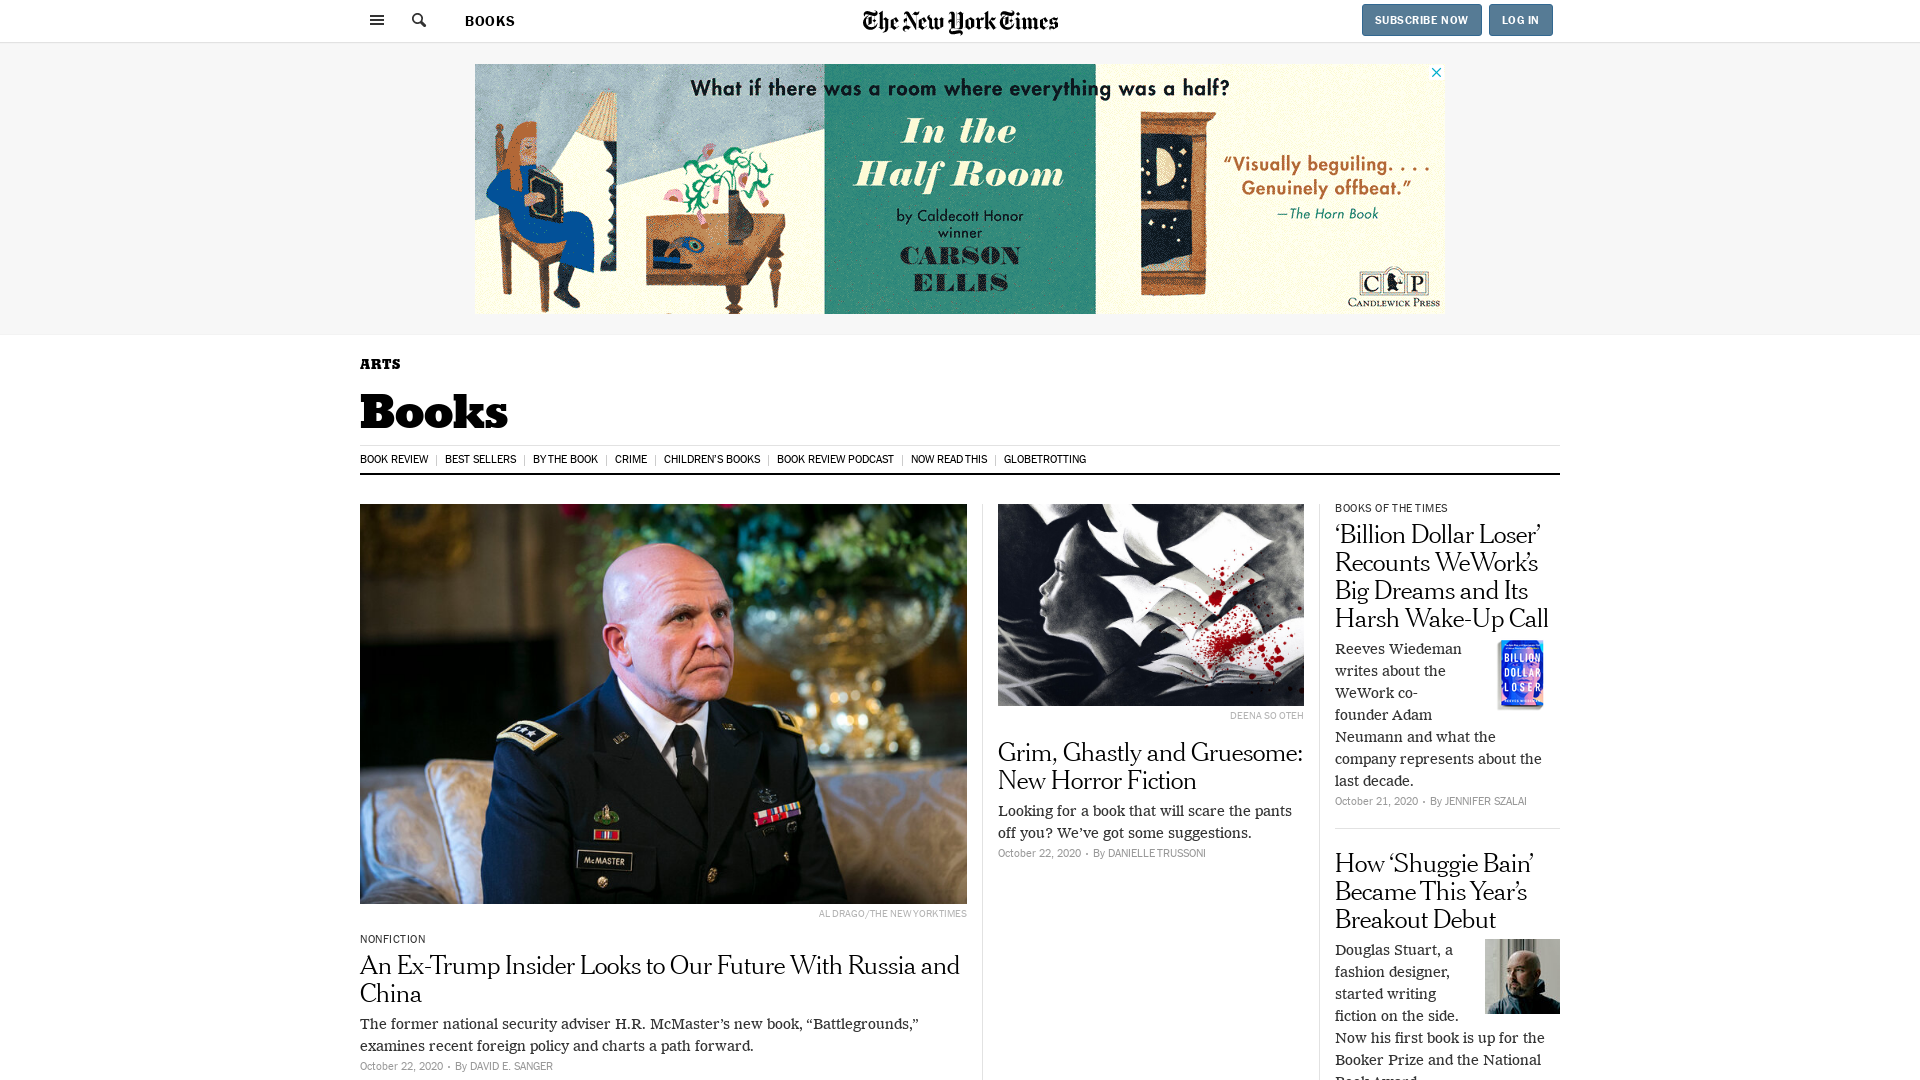 BOOKS
The New York Times
SUBSCRIBE NOW
LOG IN
What if there was a room where everything was a half?
In the
Half Room
by Caldecott Honor
winner
CARSON
ELLIS
“Visually beguiling. . . .
Genuinely offbeat.”
—The Horn Book
C P
CANDLEWICK PRESS
ARTS
Books
BOOK REVIEW
BEST SELLERS
BY THE BOOK
CRIME
CHILDREN’S BOOKS
BOOK REVIEW PODCAST
NOW READ THIS
GLOBETROTTING
McMASTER
AL DRAGO/THE NEW YORK TIMES
NONFICTION
An Ex-Trump Insider Looks to Our Future With Russia and
China
The former national security adviser H.R. McMaster’s new book, “Battlegrounds,”
examines recent foreign policy and charts a path forward.
October 22, 2020 • By DAVID E. SANGER
DEENA SO OTEH
Grim, Ghastly and Gruesome:
New Horror Fiction
Looking for a book that will scare the pants
off you? We’ve got some suggestions.
October 22, 2020 • By DANIELLE TRUSSONI
BOOKS OF THE TIMES
‘Billion Dollar Loser’
Recounts WeWork’s
Big Dreams and Its
Harsh Wake-Up Call
Reeves Wiedeman
writes about the
WeWork co-
founder Adam
Neumann and what the
company represents about the
last decade.
BILLION
DOLLAR
LOSER
October 21, 2020 • By JENNIFER SZALAI
How ‘Shuggie Bain’
Became This Year’s
Breakout Debut
Douglas Stuart, a
fashion designer,
started writing
fiction on the side.
Now his first book is up for the
Booker Prize and the National
Book Award.